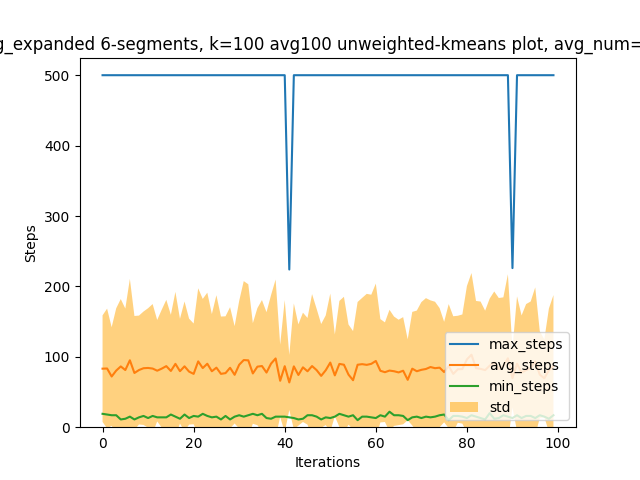 g_expanded 6-segments, k=100 avg100 unweighted-kmeans plot, avg_num=
500
400
300
200
100
0
Steps
max_steps
avg_steps
min_steps
std
0 20 40 60 80 100
Iterations